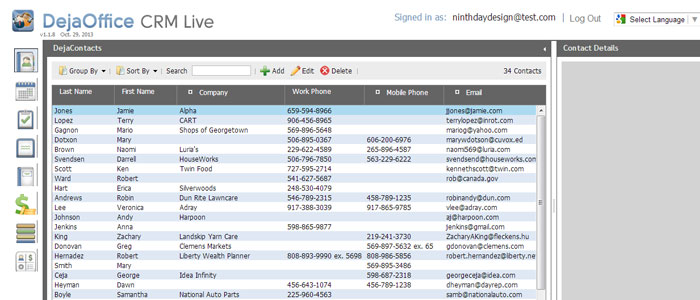 DejaOffice CRM Live
v1.1.8 Oct. 29, 2013
Signed in as: ninthdaydesign@test.com | Log Out Select Language
DejaContacts Contact Details
Group By Sort By Search Add Edit Delete 34 Contacts
Last Name First Name Company Work Phone Mobile Phone Email
Jones Jamie Alpha 659-594-8966 jjones@jamie.com
Lopez Terry CART 906-456-8965 terrylopez@inrot.com
Gagnon Mario Shops of Georgetown 569-896-5648 mariog@yahoo.com
Dotxon Mary 506-895-0367 606-200-6976 marywdotson@cuvox.ed
Brown Naomi Luria's 229-622-4589 265-896-4587 naomi569@luria.com
Svendsen Darrell HouseWorks 506-796-7850 563-229-6222 svendsend@houseworks.com
Scott Ken Twin Food 727-595-2714 kennethscott@twin.com
Ward Robert 541-627-5687 rob@canada.gov
Hart Erica Silverwoods 248-530-4079
Andrews Robin Dun Rite Lawncare 546-789-2315 458-789-1235 robinandy@dun.com
Lee Veronica Adray 917-388-3039 917-865-9785 vlee@adray.com
Johnson Andy Harpoon aj@harpoon.com
Jenkins Anna 598-865-9877 jenkins@gmail.com
King Zachary Landskip Yarn Care 219-241-3730 ZacharyAKing@fleckens.hu
Donovan Greg Clemens Markets 569-897-5632 ex. 65 gdonovan@clemens.com
Hernadez Robert Liberty Wealth Planner 808-893-9990 ex. 5698 808-986-5856 robert.hernadez@liberty.ne
Smith Mary 569-895-3486
Ceja George Idea Infinity 598-687-2318 georgeceja@idea.com
Heyman Dawn 456-643-1074 456-789-1238 dheyman@dayrep.com
Boyle Samantha National Auto Parts 225-960-4563 samb@nationalauto.com